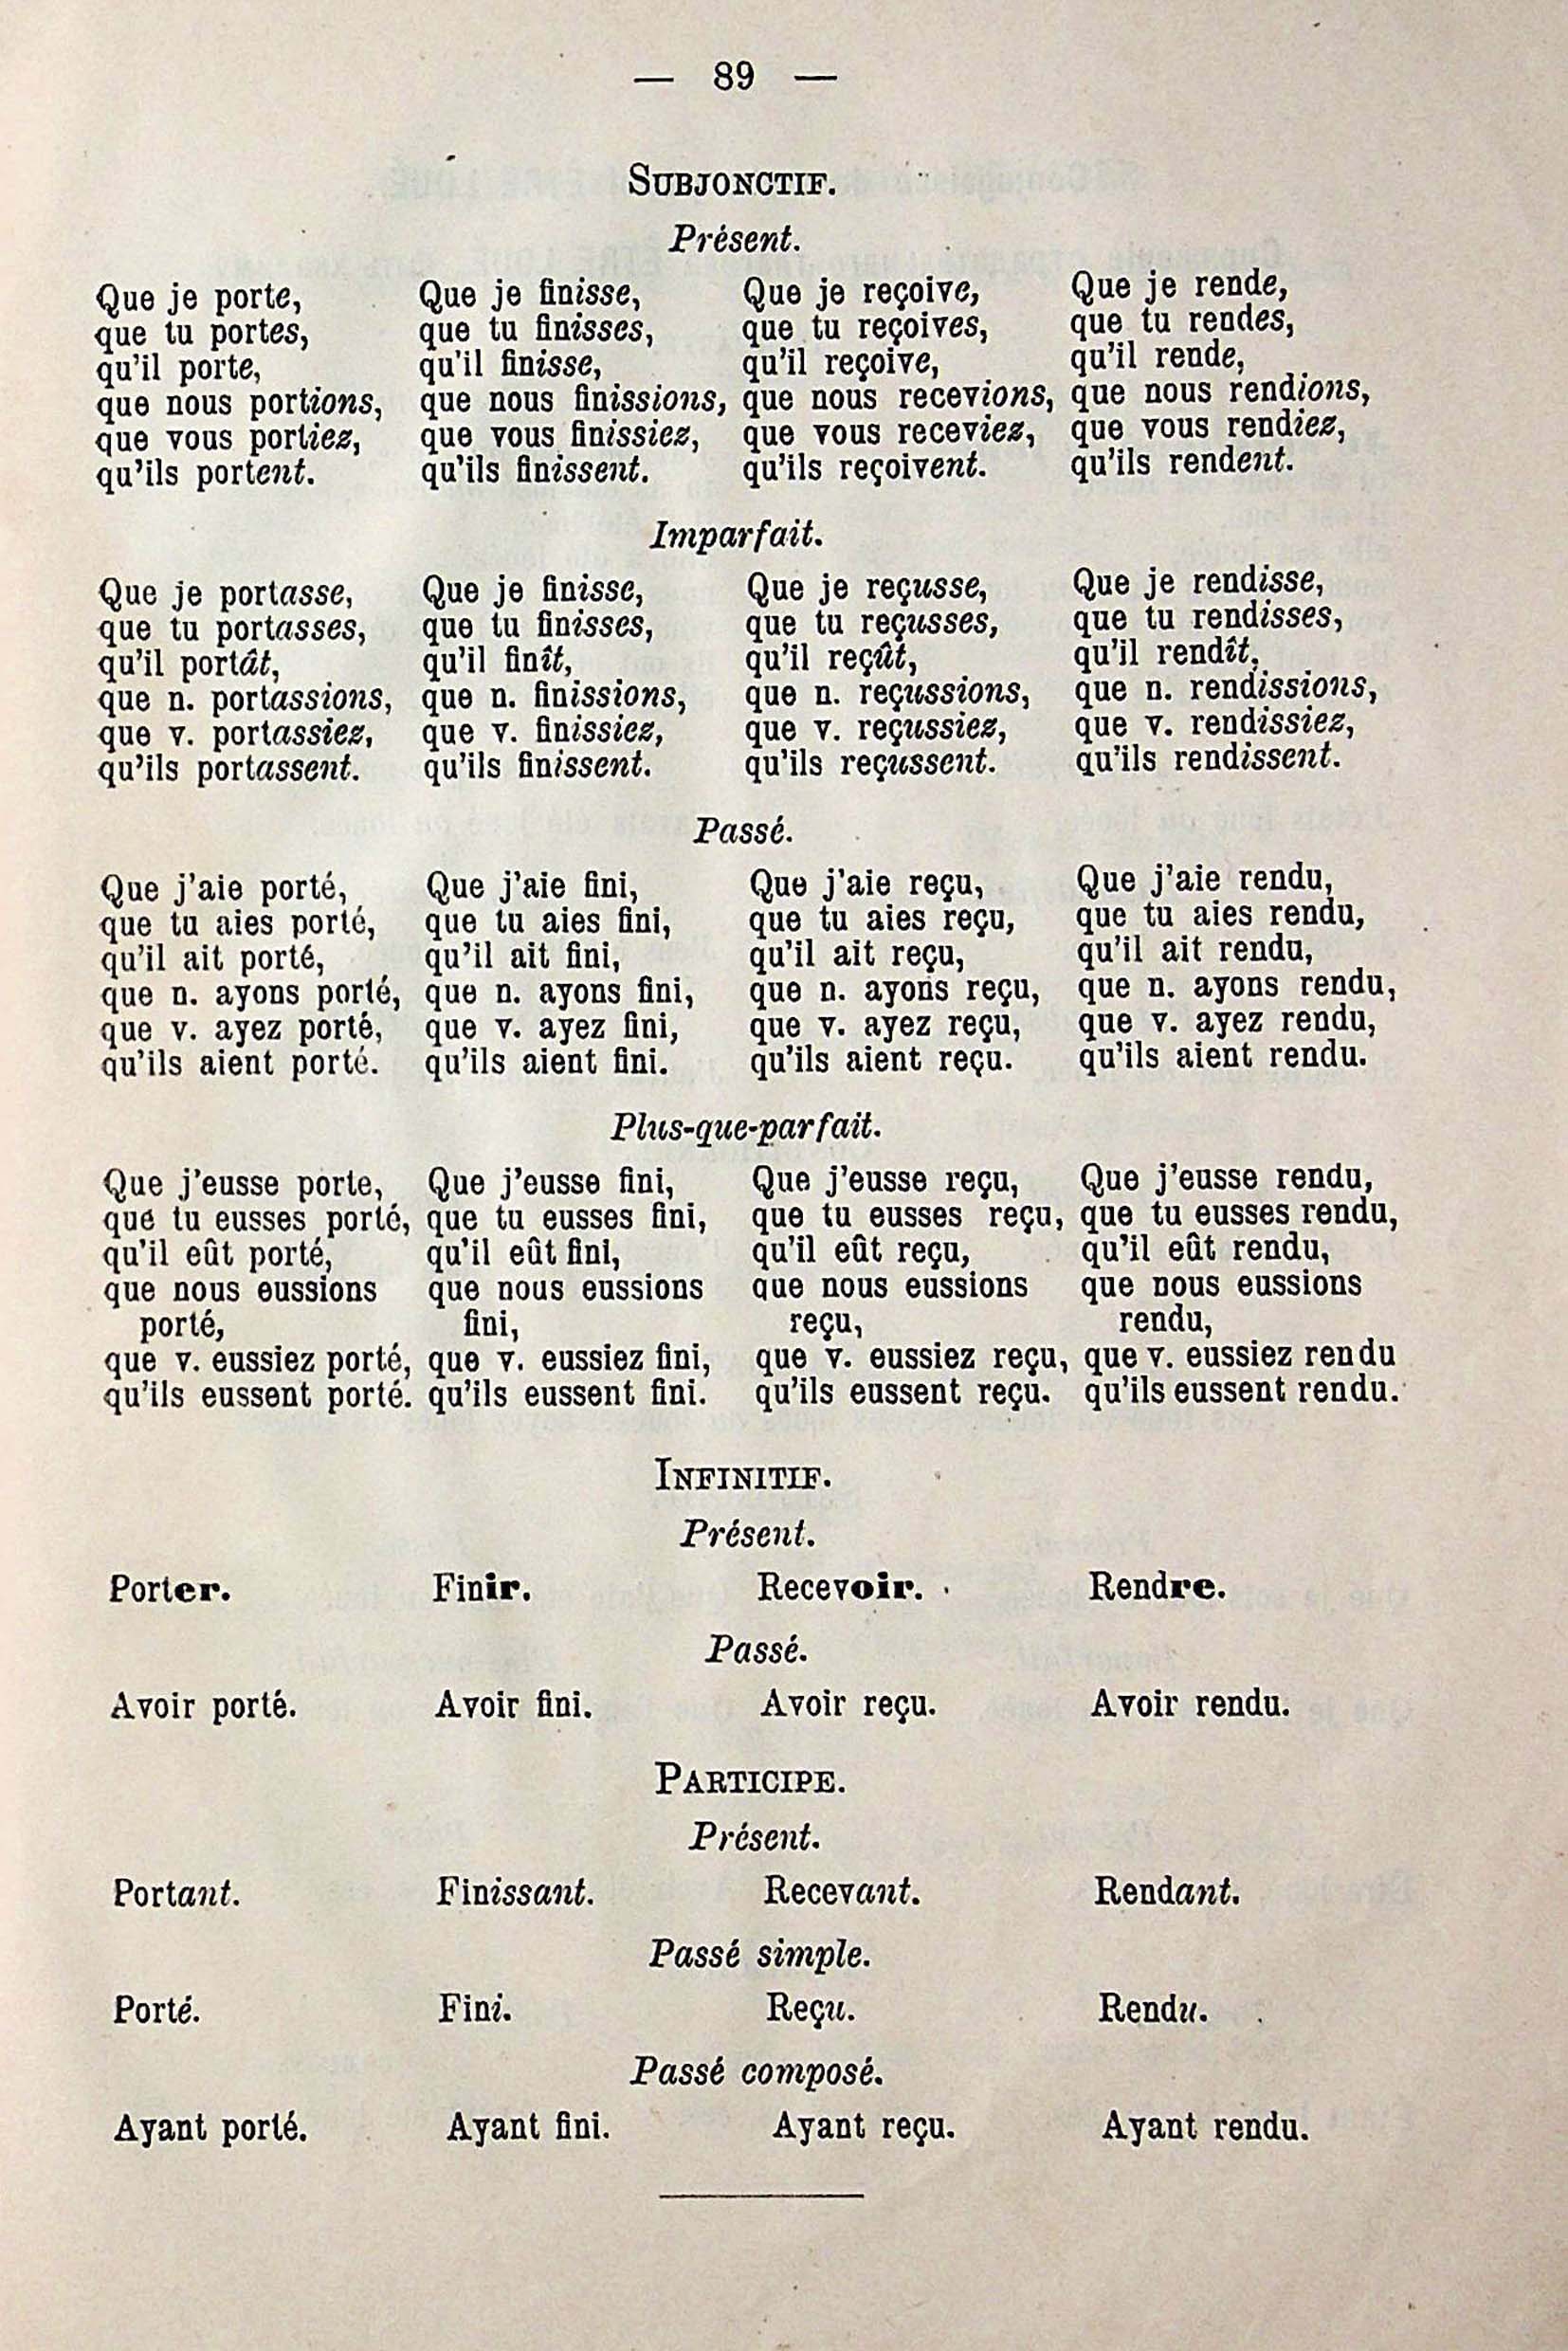 — 89 —
SUBJONCTIF.
Présent.
Que je porte, Que je finisse, Que je reçoive, Que je rende,
que tu portes, que tu finisses, que tu reçoives, que tu rendes,
qu'il porte, qu'il finisse, qu'il reçoive, qu'il rende,
que nous portions, que nous finissions, que nous recevions, que nous rendions,
que vous portiez, que vous finissiez, que vous receviez, que vous rendiez,
qu'ils portent. qu'ils finissent. qu'ils reçoivent. qu'ils rendent.
Imparfait.
Que je portasse, Que je finisse, Que je reçusse, Que je rendisse,
que tu portasses, que tu finisses, que tu reçusses, que tu rendisses,
qu'il portât, qu'il finît, qu'il reçût, qu'il rendît,
que n. portassions, que n. finissions, que n. reçussions, que n. rendissions,
que v. portassiez, que v. finissiez, que v. reçussiez, que v. rendissiez,
qu'ils portassent. qu'ils finissent. qu'ils reçussent. qu'ils rendissent.
Passé.
Que j'aie porté, Que j'aie fini, Que j'aie reçu, Que j'aie rendu,
que tu aies porté, que tu aies fini, que tu aies reçu, que tu aies rendu,
qu'il ait porté, qu'il ait fini, qu'il ait reçu, qu'il ait rendu,
que n. ayons porté, que n. ayons fini, que n. ayons reçu, que n. ayons rendu,
que v. ayez porté, que v. ayez fini, que v. ayez reçu, que v. ayez rendu,
qu'ils aient porté. qu'ils aient fini. qu'ils aient reçu. qu'ils aient rendu.
Plus-que-parfait.
Que j'eusse porte, Que j'eusse fini, Que j'eusse reçu, Que j'eusse rendu,
que tu eusses porté, que tu eusses fini, que tu eusses reçu, que tu eusses rendu,
qu'il eût porté, qu'il eût fini, qu'il eût reçu, qu'il eût rendu,
que nous eussions que nous eussions que nous eussions que nous eussions
porté, fini, reçu, rendu,
que v. eussiez porté, que v. eussiez fini, que v. eussiez reçu, que v. eussiez rendu
qu'ils eussent porté. qu'ils eussent fini. qu'ils eussent reçu. qu'ils eussent rendu.
INFINITIF.
Présent.
Porter. Finir. Recevoir. Rendre.
Passé.
Avoir porté. Avoir fini. Avoir reçu. Avoir rendu.
PARTICIPE.
Présent.
Portant. Finissant. Recevant. Rendant.
Passé simple.
Porté. Fini. Reçu. Rendu.
Passé composé.
Ayant porté. Ayant fini. Ayant reçu. Ayant rendu.